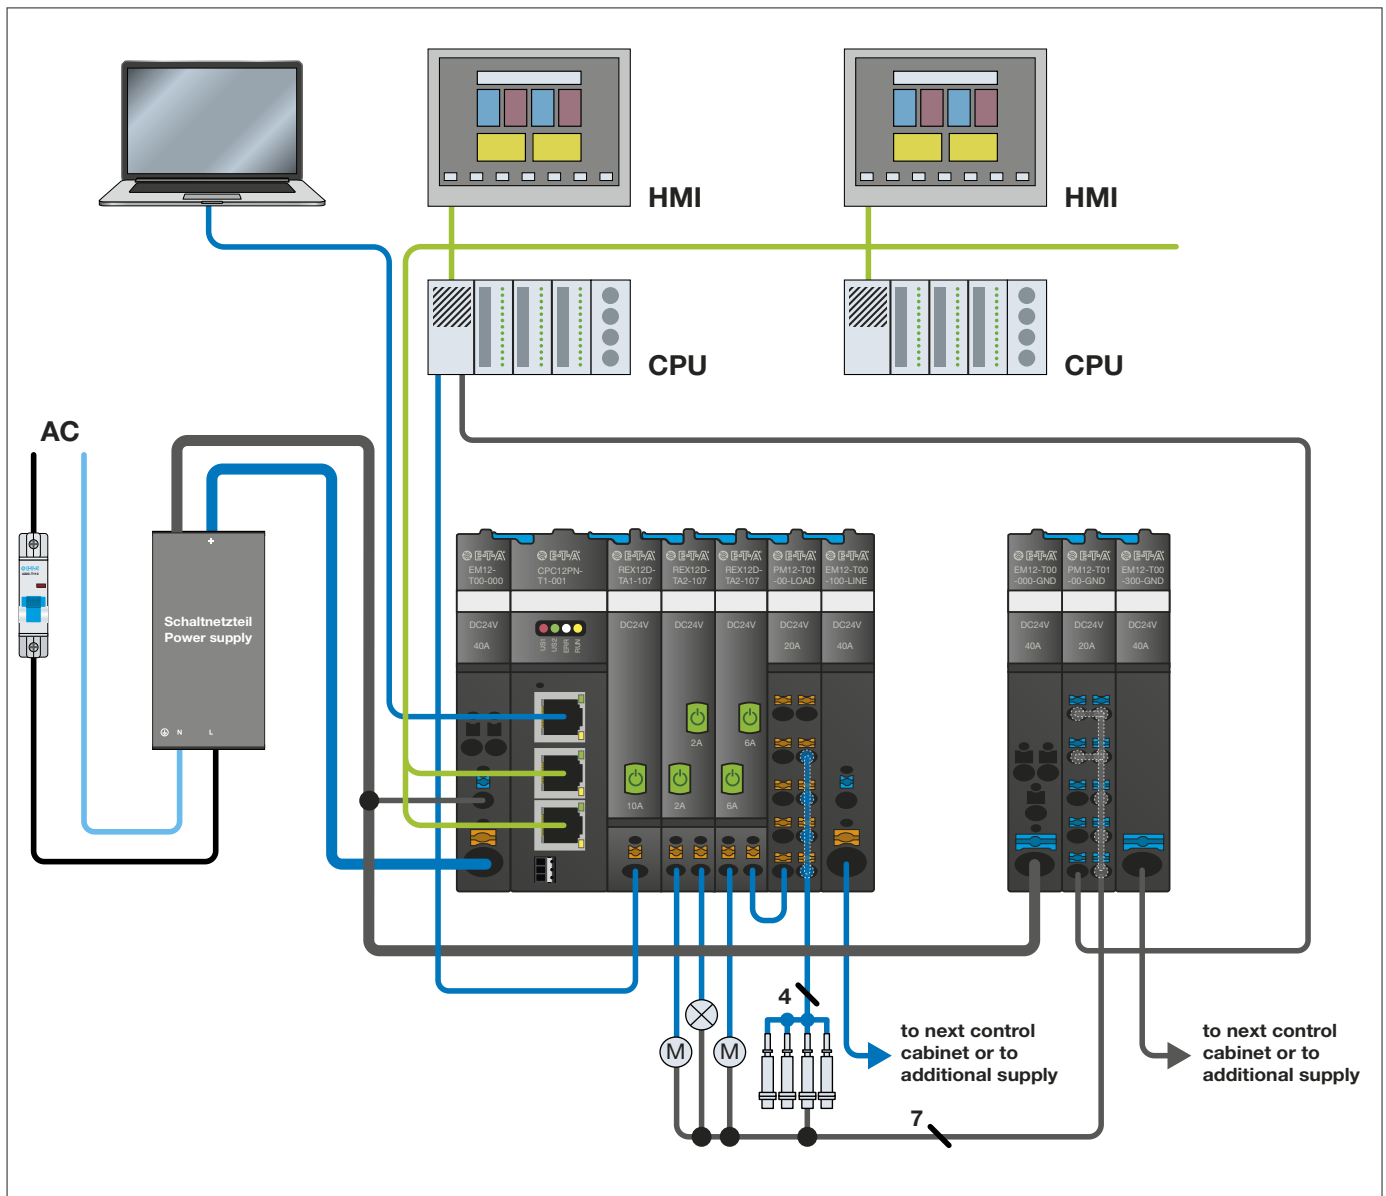 HMI
HMI
CPU
CPU
AC
+
Schaltnetzteil
Power supply
N
L
E-T-A
EM12-
T00-000
DC24V
40A
E-T-A
CPC12PN-
T1-001
US1
US2
ERR
RUN
E-T-A
REX12D-
TA1-107
DC24V
10A
E-T-A
REX12D-
TA2-107
DC24V
2A
2A
E-T-A
REX12D-
TA2-107
DC24V
6A
6A
E-T-A
PM12-T01
-00-LOAD
DC24V
20A
E-T-A
EM12-T00
-100-LINE
DC24V
40A
E-T-A
EM12-T00
-000-GND
DC24V
40A
E-T-A
PM12-T01
-00-GND
DC24V
20A
E-T-A
EM12-T00
-300-GND
DC24V
40A
M
M
4
7
to next control
cabinet or to
additional supply
to next control
cabinet or to
additional supply